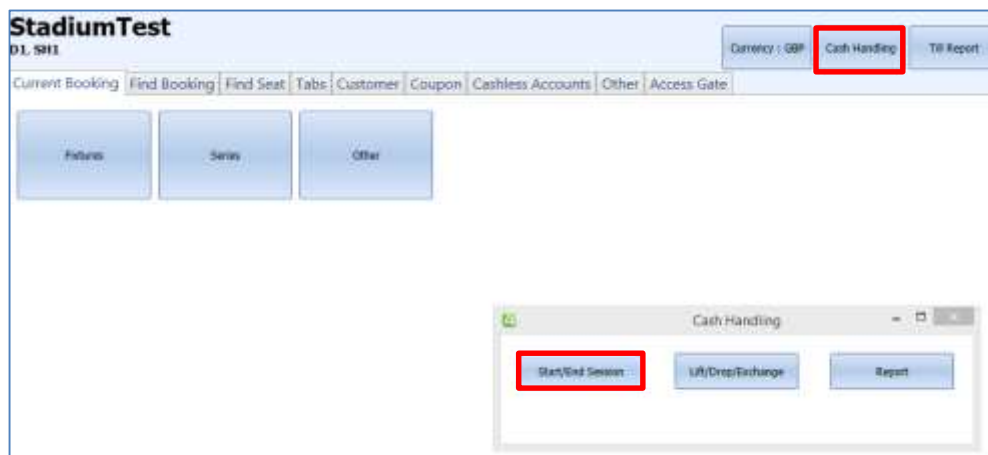 StadiumTest
D1, SH1
Currency : GBP Cash Handling Till Report
Current Booking Find Booking Find Seat Tabs Customer Coupon Cashless Accounts Other Access Gate
Fixtures Series Other
Cash Handling
Start/End Session Lift/Drop/Exchange Report